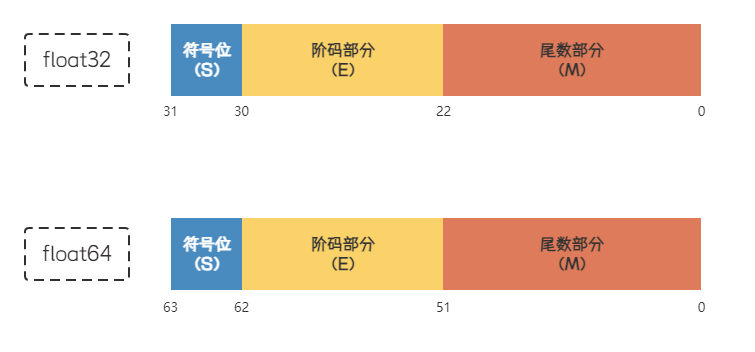 float32
符号位
（S）
阶码部分
（E）
尾数部分
（M）
31
30
22
0
float64
符号位
（S）
阶码部分
（E）
尾数部分
（M）
63
62
51
0